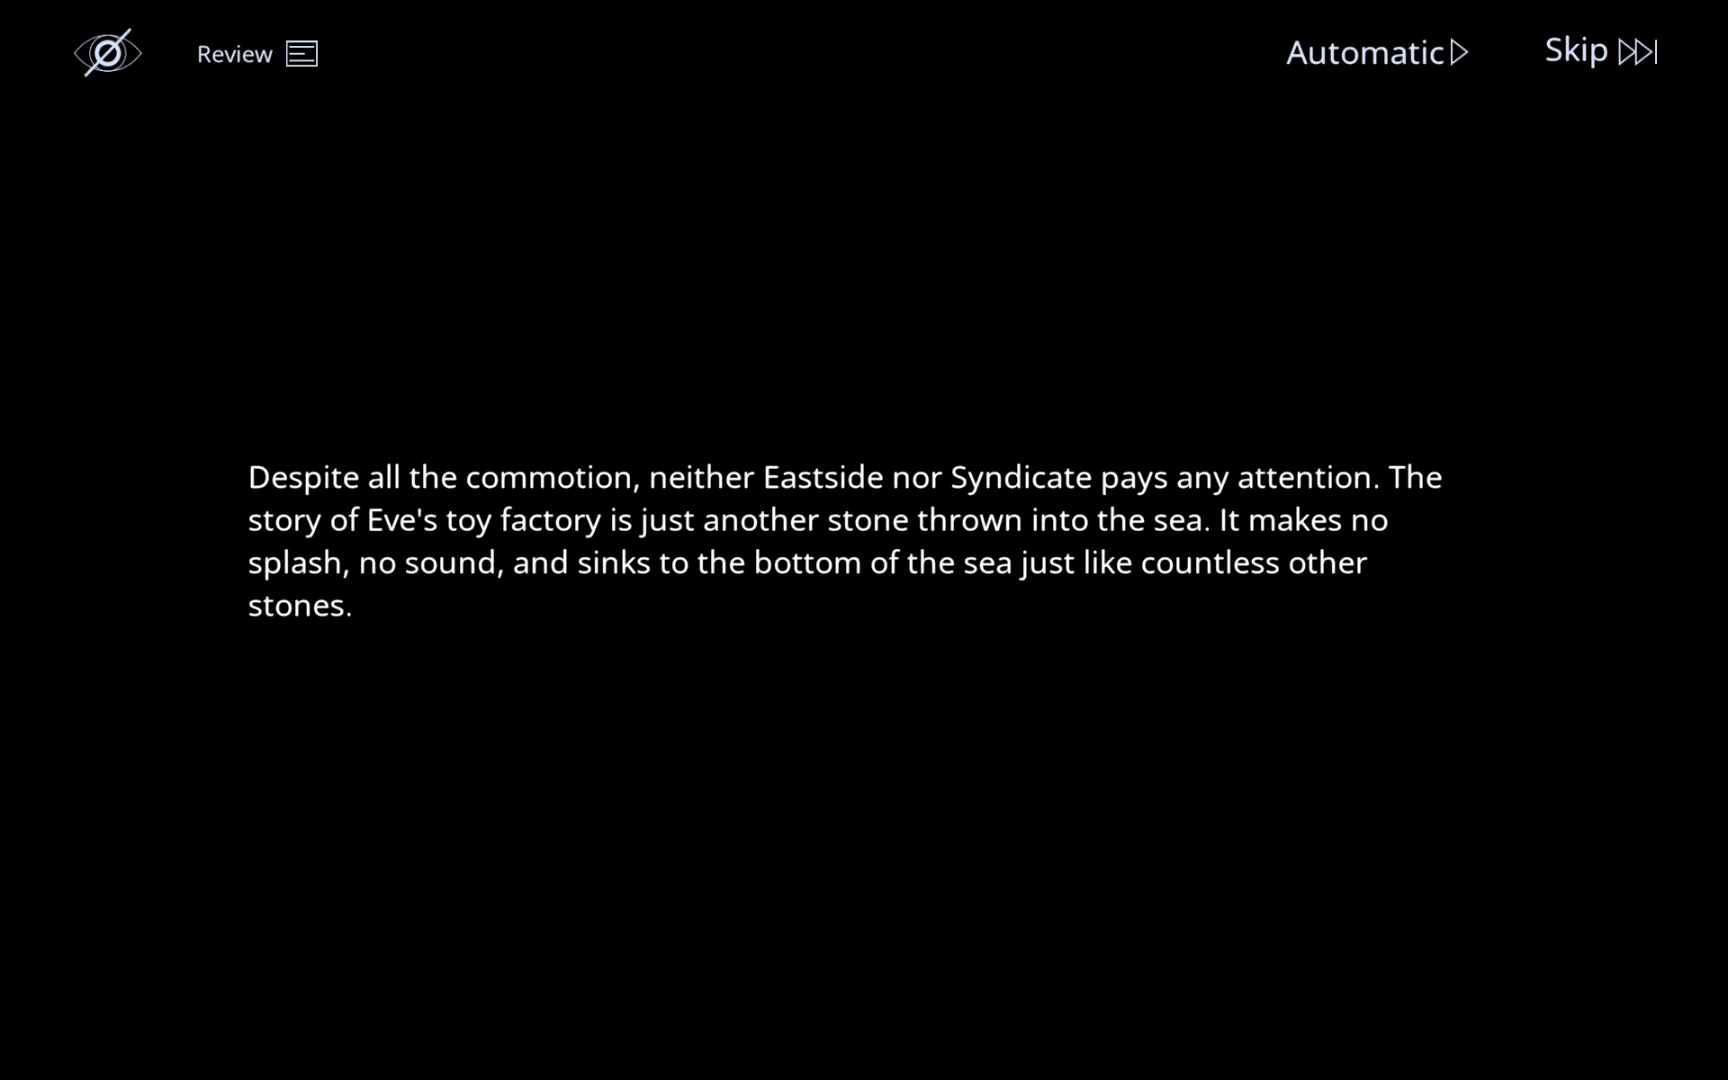 Review
Automatic
Skip
Despite all the commotion, neither Eastside nor Syndicate pays any attention. The
story of Eve's toy factory is just another stone thrown into the sea. It makes no
splash, no sound, and sinks to the bottom of the sea just like countless other
stones.